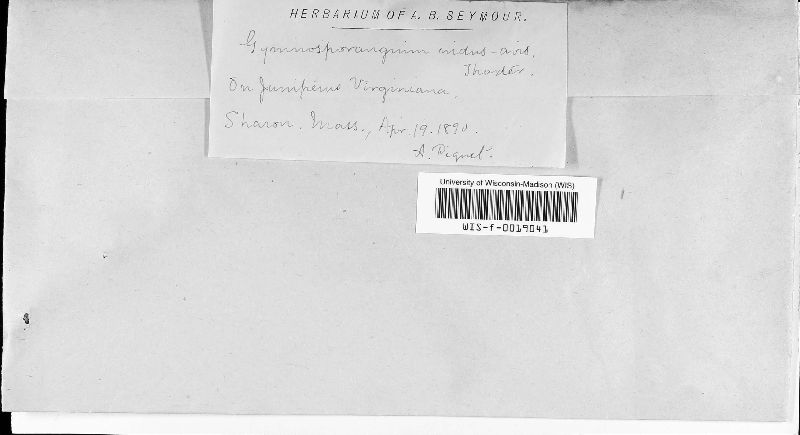 HERBARIUM OF A. B. SEYMOUR.
Gymnosporangium nidus-avis,
Thaxter.
On Juniperus Virginiana,
Sharon, Mass., Apr. 19. 1890.
A. Pignet.
University of Wisconsin-Madison (WIS)
WIS-f-0019041